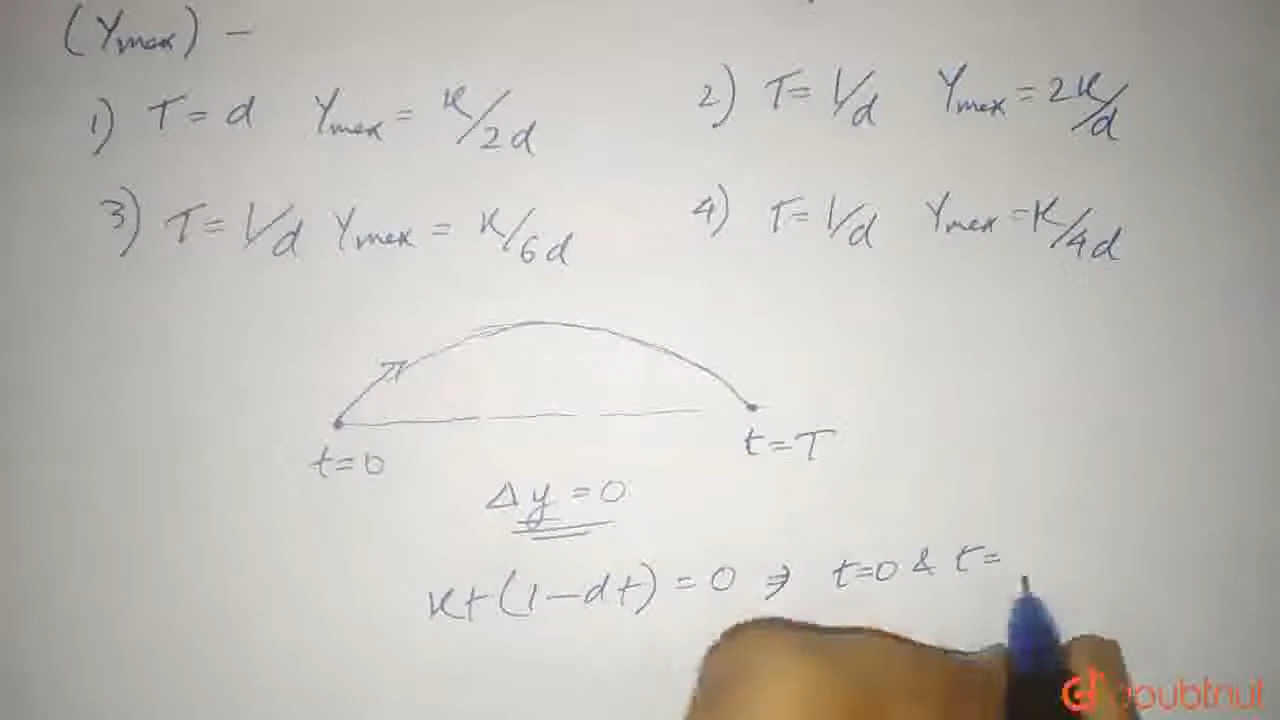 (Ymax) -
1) T = d Ymax = K/2d
2) T = 1/d Ymax = 2K/d
3) T = 1/d Ymax = K/6d
4) T = 1/d Ymax = K/4d
t=0
t=T
Δy = 0
Kt(1-dt) = 0 ⇒ t=0 & t=
doubtnut